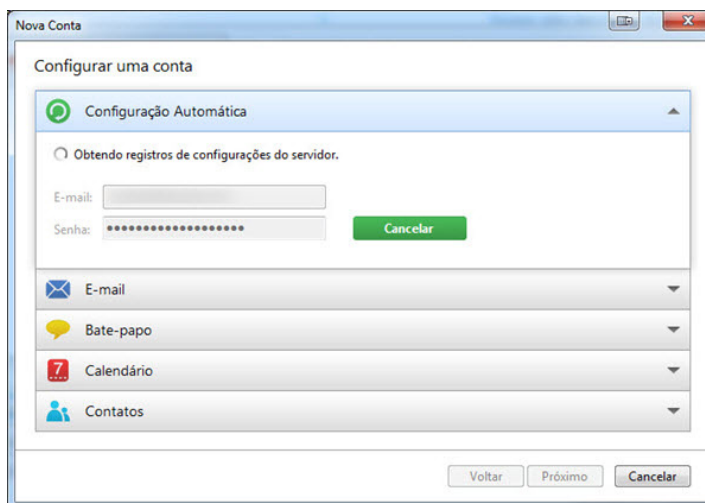 Nova Conta
Configurar uma conta
Configuração Automática
Obtendo registros de configurações do servidor.
E-mail:
Senha: •••••••••••••••••••
Cancelar
E-mail
Bate-papo
7
Calendário
Contatos
Voltar Próximo Cancelar